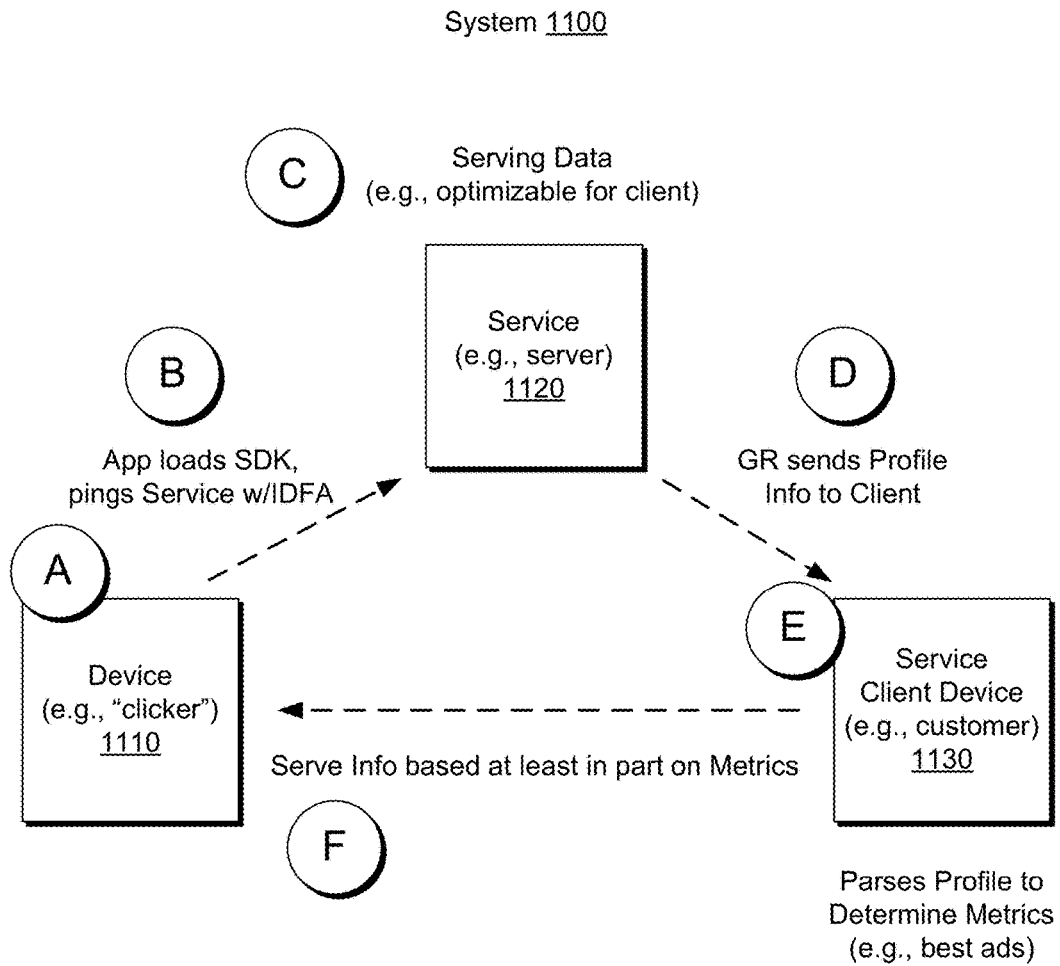 System 1100
C
Serving Data
(e.g., optimizable for client)
B
App loads SDK,
pings Service w/IDFA
Service
(e.g., server)
1120
D
GR sends Profile
Info to Client
A
Device
(e.g., “clicker”)
1110
E
Service
Client Device
(e.g., customer)
1130
Serve Info based at least in part on Metrics
F
Parses Profile to
Determine Metrics
(e.g., best ads)